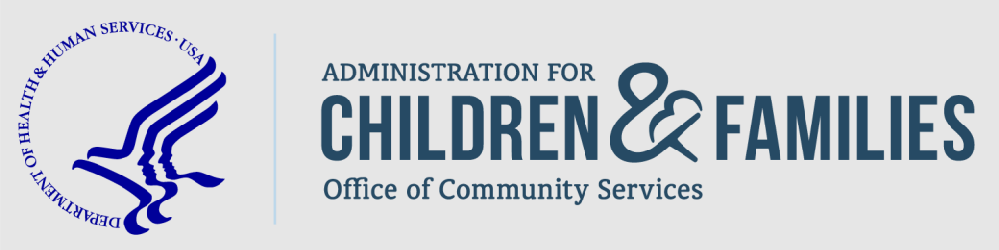 DEPARTMENT OF HEALTH & HUMAN SERVICES · USA
ADMINISTRATION FOR
CHILDREN & FAMILIES
Office of Community Services